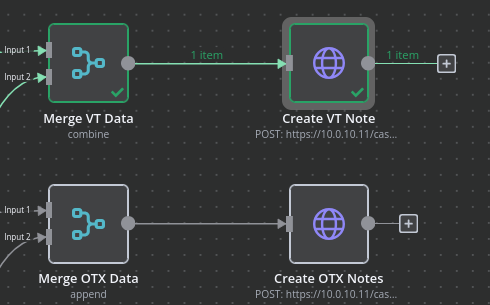 Input 1
1 item
1 item
Input 2
Merge VT Data
combine
Create VT Note
POST: https://10.0.10.11/cas...
Input 1
Input 2
Merge OTX Data
append
Create OTX Notes
POST: https://10.0.10.11/cas...